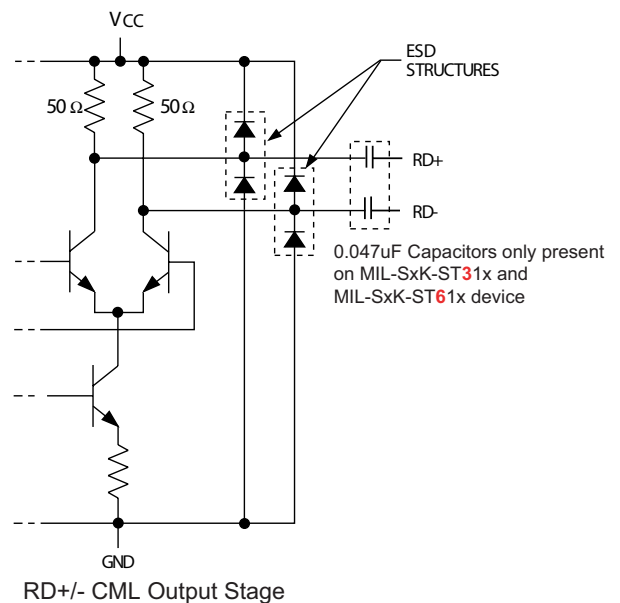 VCC
ESD
STRUCTURES
50 Ω
50 Ω
RD+
RD-
0.047uF Capacitors only present
on MIL-SxK-ST31x and
MIL-SxK-ST61x device
GND
RD+/- CML Output Stage